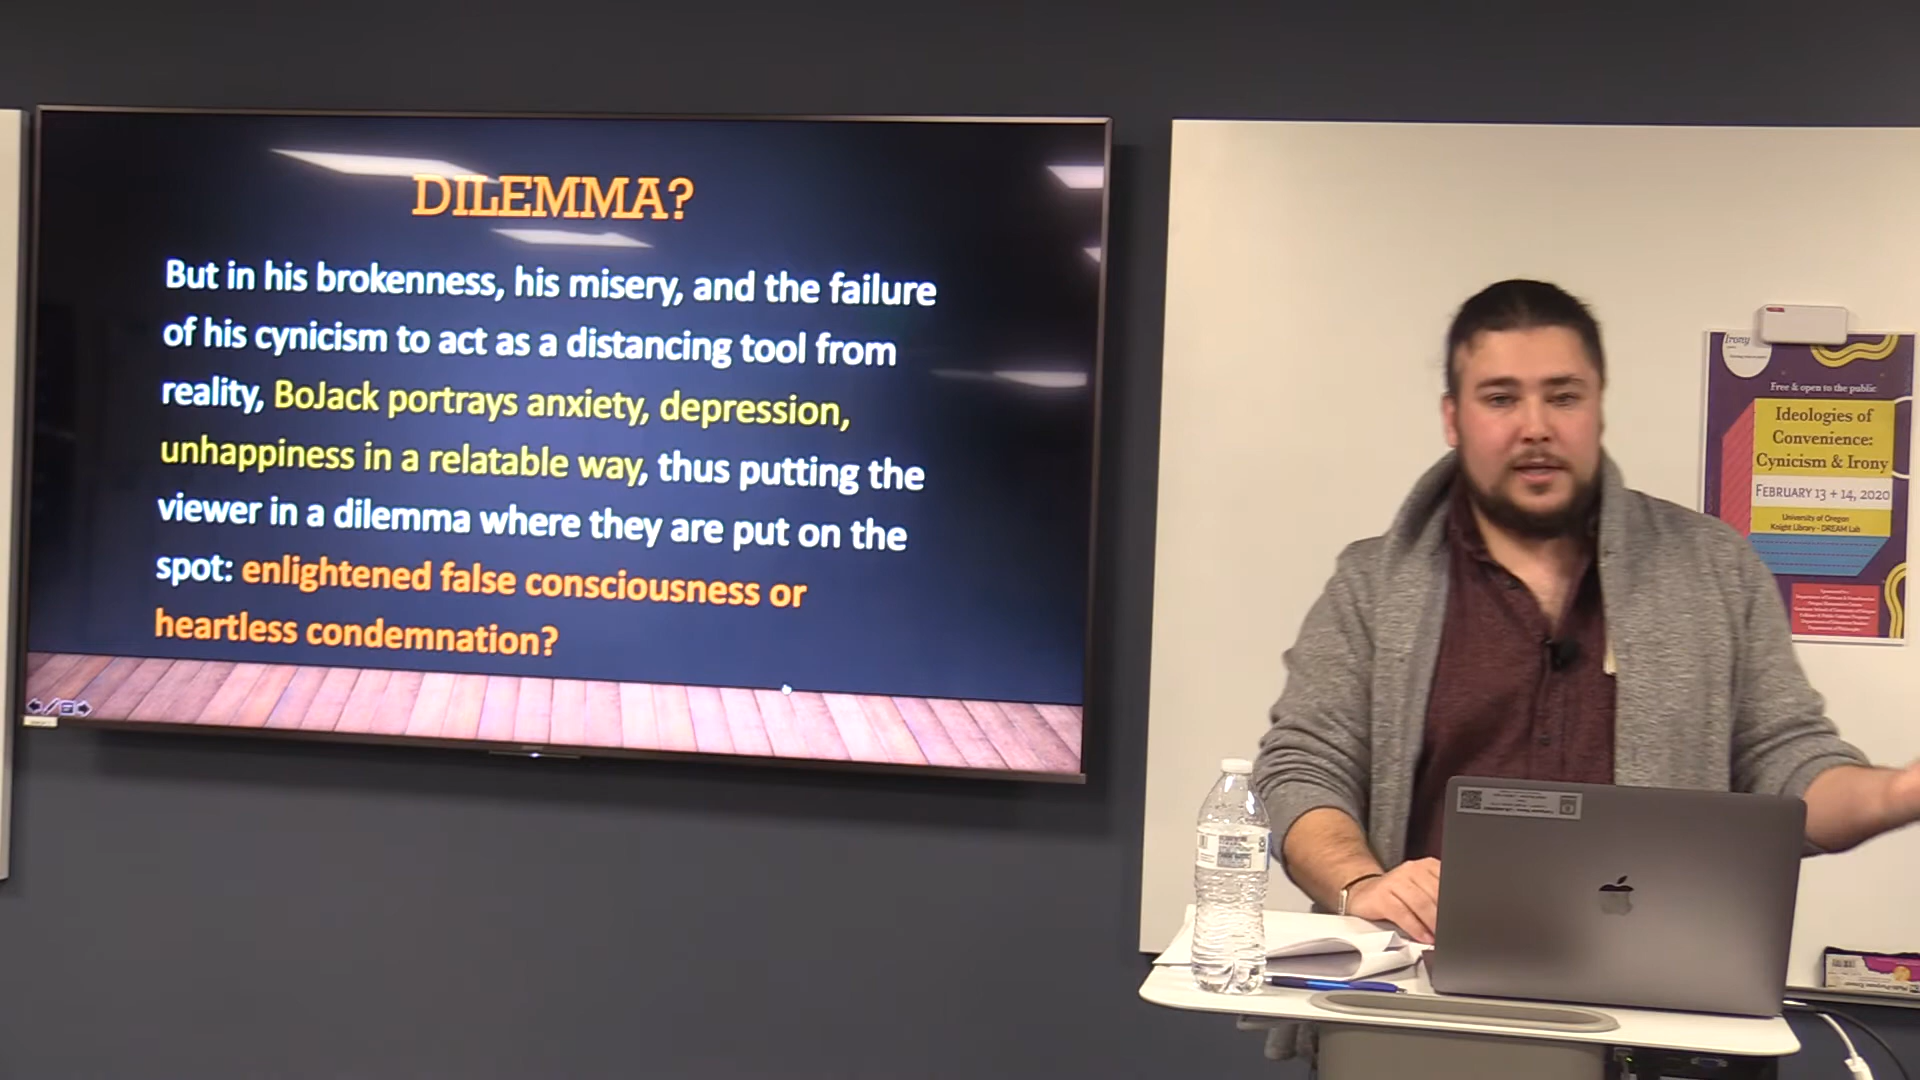 DILEMMA?
But in his brokenness, his misery, and the failure
of his cynicism to act as a distancing tool from
reality, BoJack portrays anxiety, depression,
unhappiness in a relatable way, thus putting the
viewer in a dilemma where they are put on the
spot: enlightened false consciousness or
heartless condemnation?
Irony
Free & open to the public
Ideologies of
Convenience:
Cynicism & Irony
FEBRUARY 13 + 14, 2020
University of Oregon
Knight Library - DREAM Lab